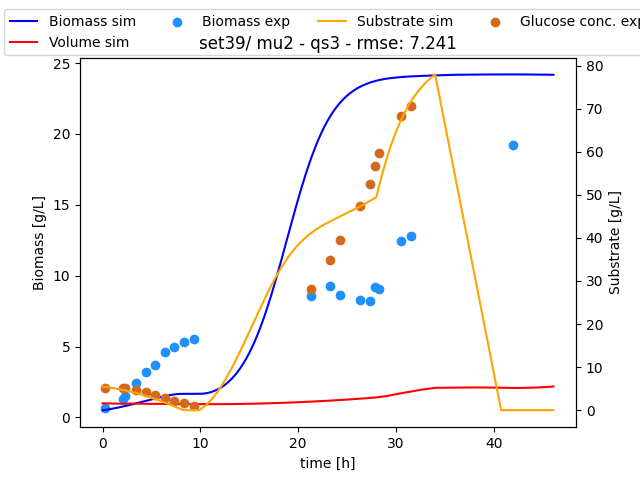 Biomass sim Biomass exp Substrate sim Glucose conc. exp
Volume sim
set39/ mu2 - qs3 - rmse: 7.241
25
20
15
10
5
0
Biomass [g/L]
80
70
60
50
40
30
20
10
0
Substrate [g/L]
0 10 20 30 40
time [h]